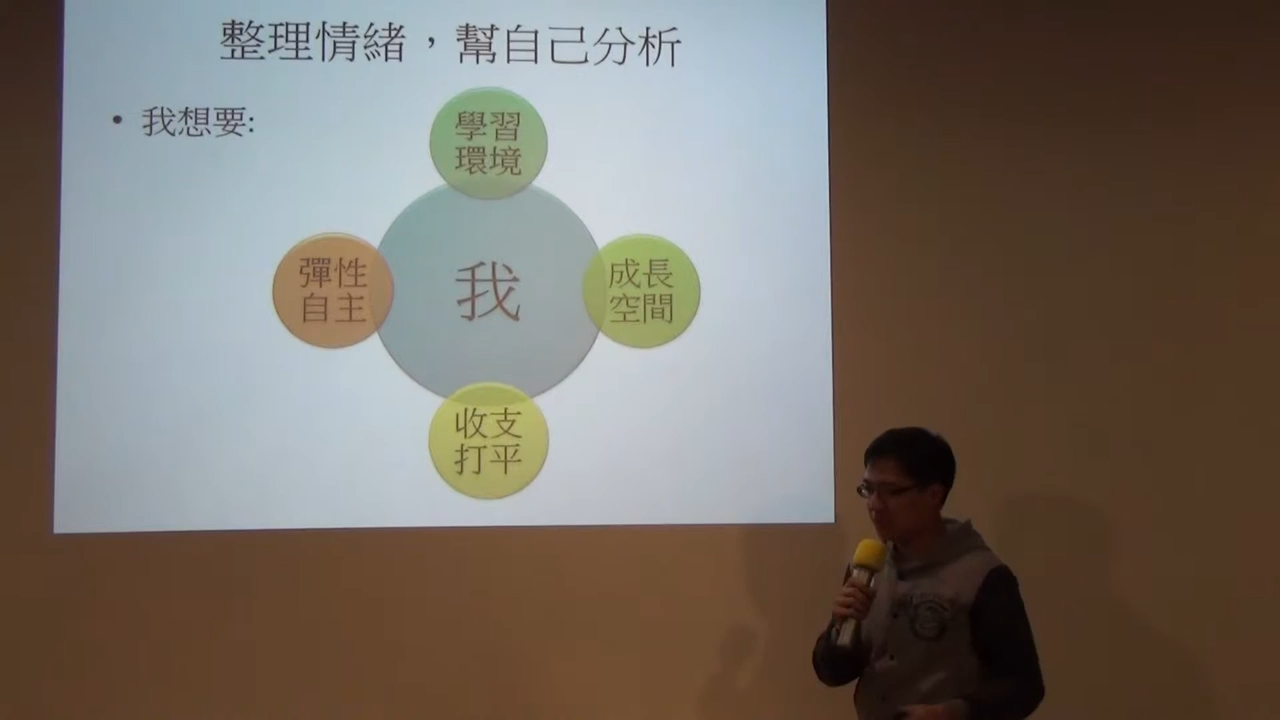 整理情緒，幫自己分析
• 我想要:
學習
環境
彈性
自主
我
成長
空間
收支
打平